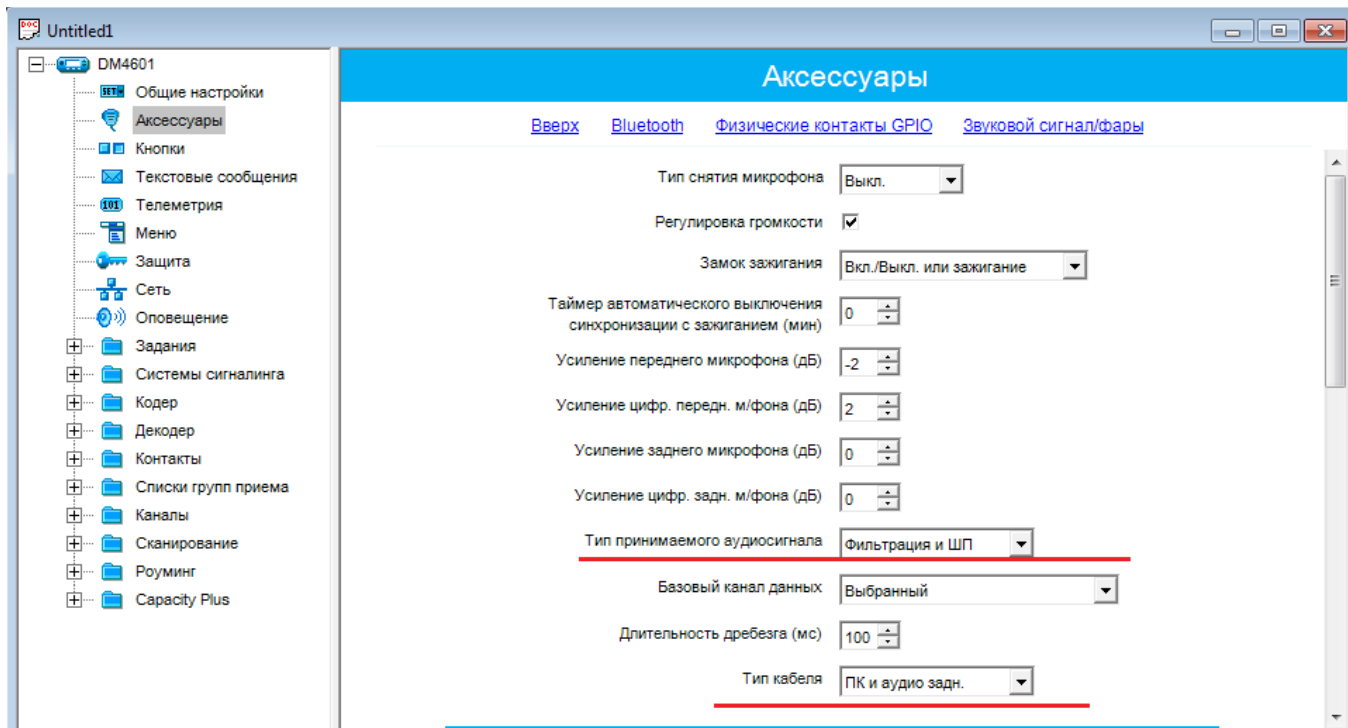 Untitled1
DM4601
Общие настройки
Аксессуары
Кнопки
Текстовые сообщения
Телеметрия
Меню
Защита
Сеть
Оповещение
Задания
Системы сигналинга
Кодер
Декодер
Контакты
Списки групп приема
Каналы
Сканирование
Роуминг
Capacity Plus
Аксессуары
Вверх Bluetooth Физические контакты GPIO Звуковой сигнал/фары
Тип снятия микрофона Выкл.
Регулировка громкости
Замок зажигания Вкл./Выкл. или зажигание
Таймер автоматического выключения
синхронизации с зажиганием (мин) 0
Усиление переднего микрофона (дБ) -2
Усиление цифр. передн. м/фона (дБ) 2
Усиление заднего микрофона (дБ) 0
Усиление цифр. задн. м/фона (дБ) 0
Тип принимаемого аудиосигнала Фильтрация и ШП
Базовый канал данных Выбранный
Длительность дребезга (мс) 100
Тип кабеля ПК и аудио задн.